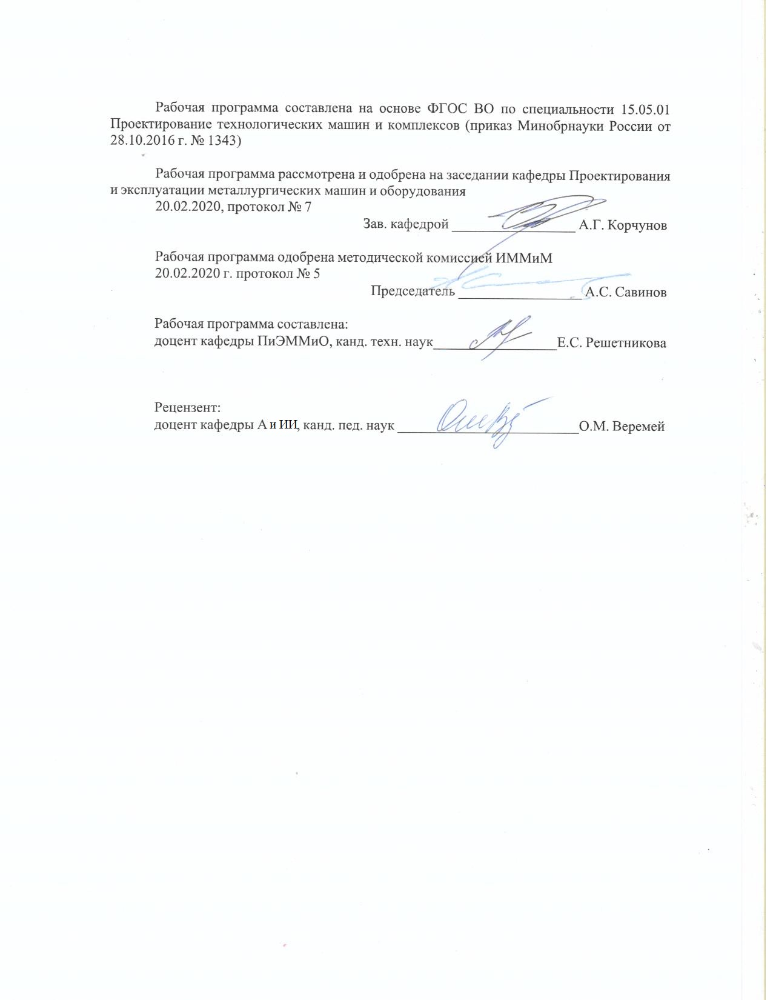 Рабочая программа составлена на основе ФГОС ВО по специальности 15.05.01
Проектирование технологических машин и комплексов (приказ Минобрнауки России от
28.10.2016 г. № 1343)
Рабочая программа рассмотрена и одобрена на заседании кафедры Проектирования
и эксплуатации металлургических машин и оборудования
20.02.2020, протокол № 7
Зав. кафедрой _________________ А.Г. Корчунов
Рабочая программа одобрена методической комиссией ИММиМ
20.02.2020 г. протокол № 5
Председатель _________________ А.С. Савинов
Рабочая программа составлена:
доцент кафедры ПиЭММиО, канд. техн. наук_________________Е.С. Решетникова
Рецензент:
доцент кафедры А и ИИ, канд. пед. наук _________________________О.М. Веремей